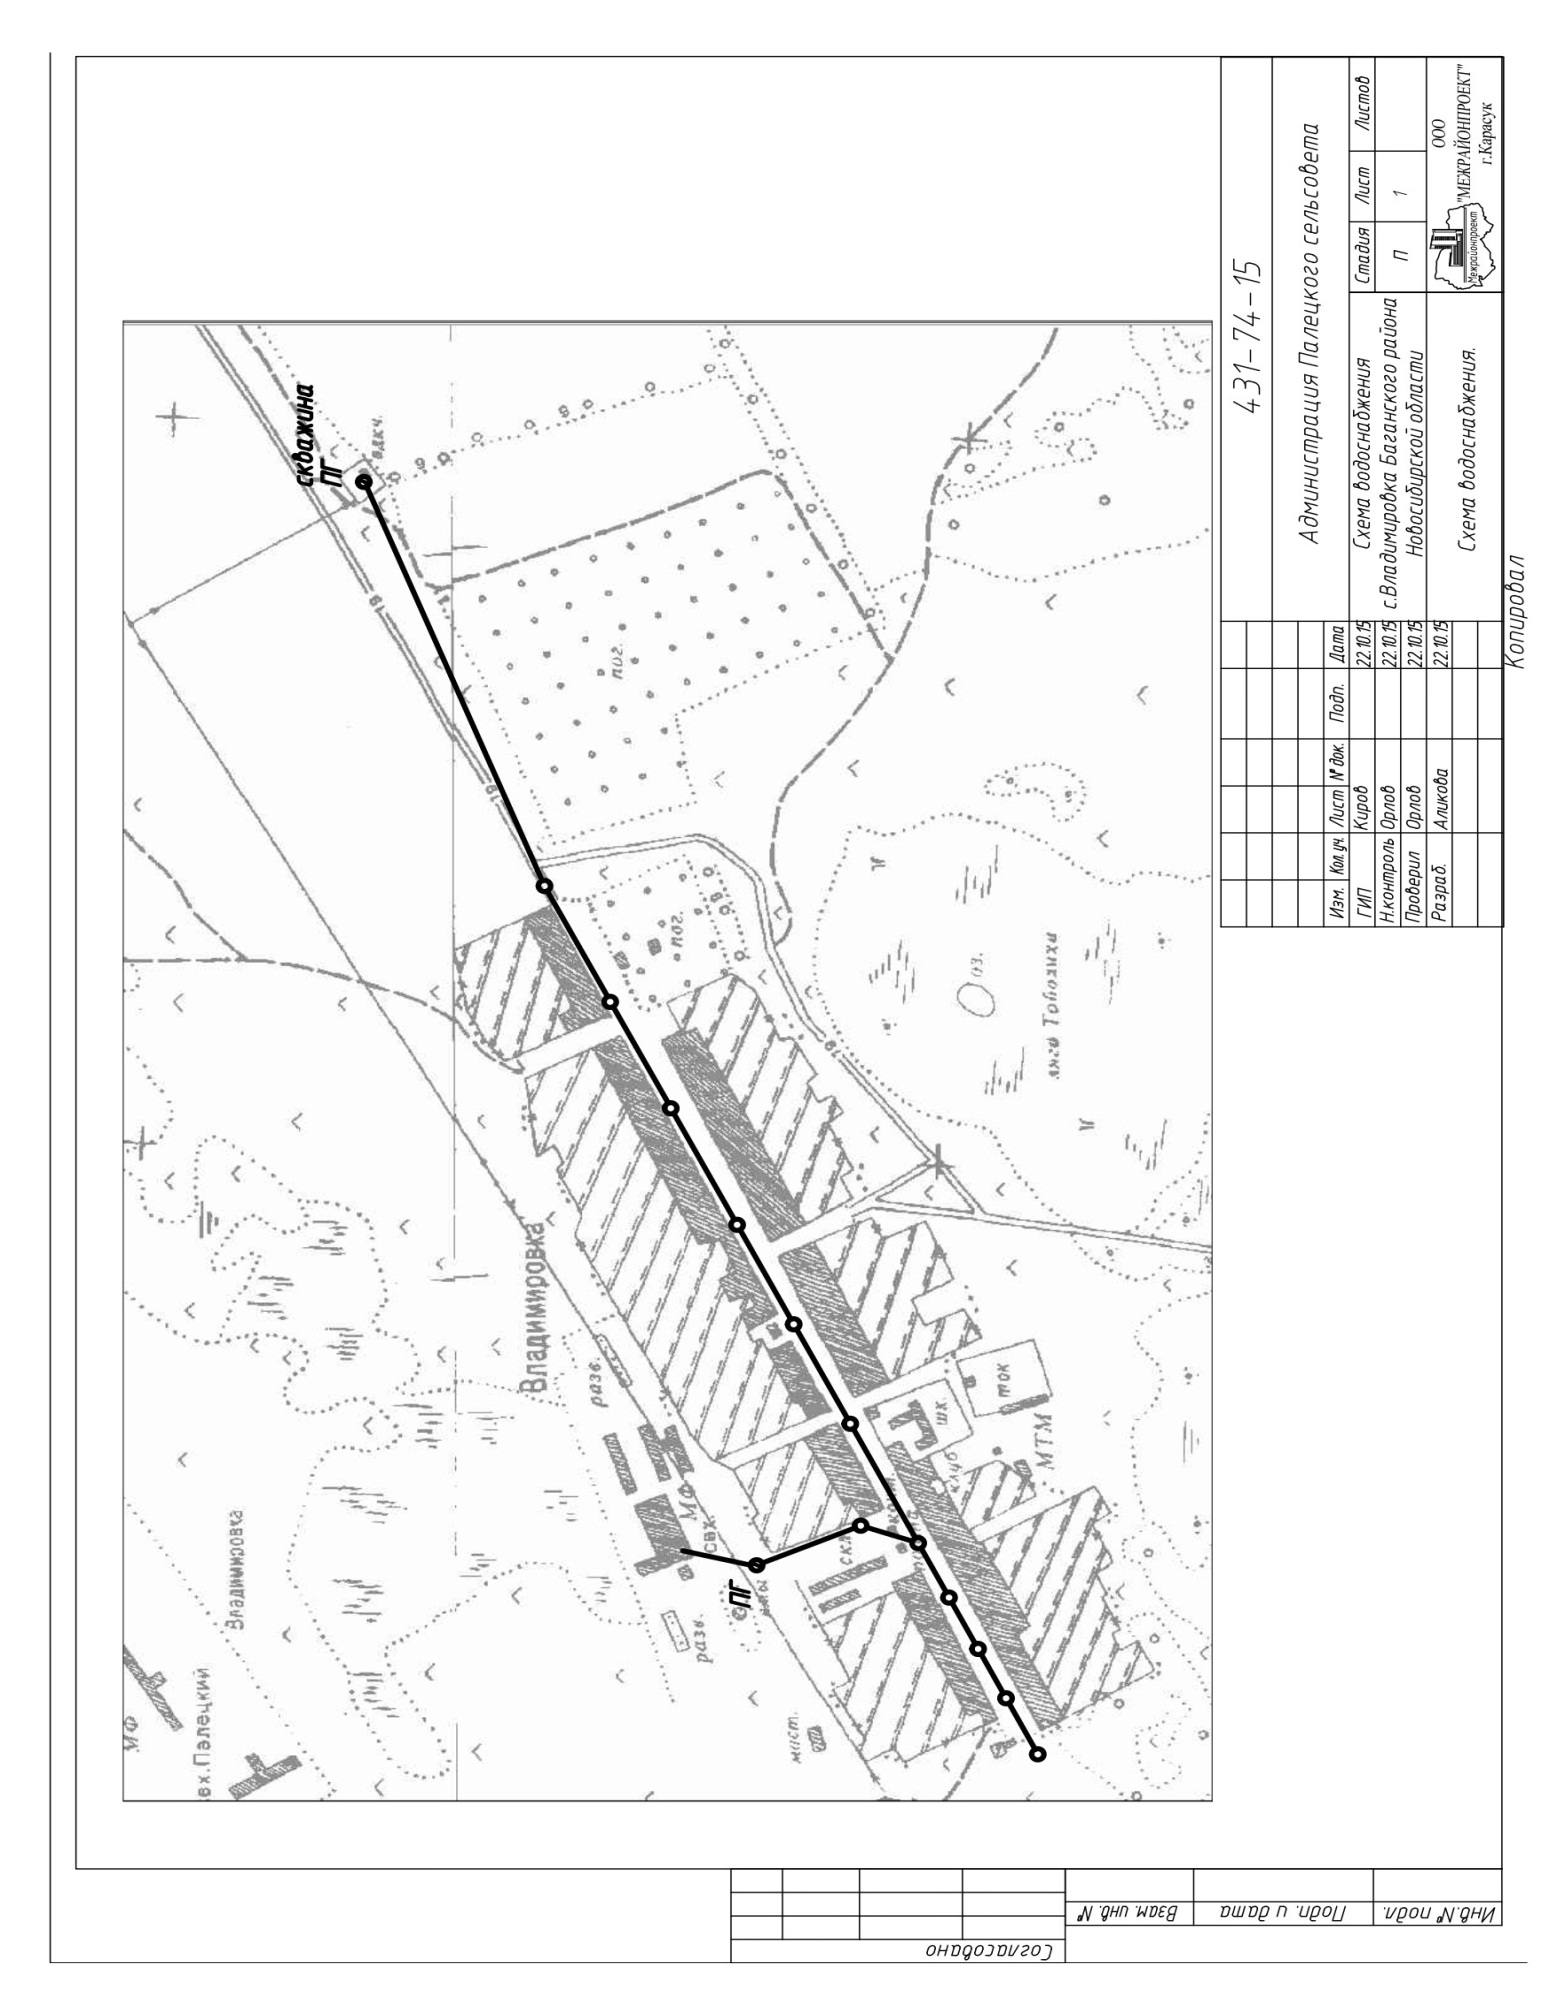 скважина
ПГ
вакч.
пог.
пог.
оз.
Владимировка
разв.
МФ
свх.
ПГ
разв.
маст.
шк.
ток
клуб
МТМ
Владимировка
свх.Палецкий
МФ
431-74-15
Администрация Палецкого сельсовета
Изм. Кол.уч. Лист № док. Подп. Дата
ГИП Киров 22.10.15
Н.контроль Орлов 22.10.15
Проверил Орлов 22.10.15
Разраб. Аликова 22.10.15
Схема водоснабжения
с.Владимировка Баганского района
Новосибирской области
Стадия Лист Листов
П 1
Схема водоснабжения.
Межрайонпроект
ООО
"МЕЖРАЙОНПРОЕКТ"
г.Карасук
Копировал
Согласовано
Взам. инв. №
Подп. и дата
Инв.№ подл.